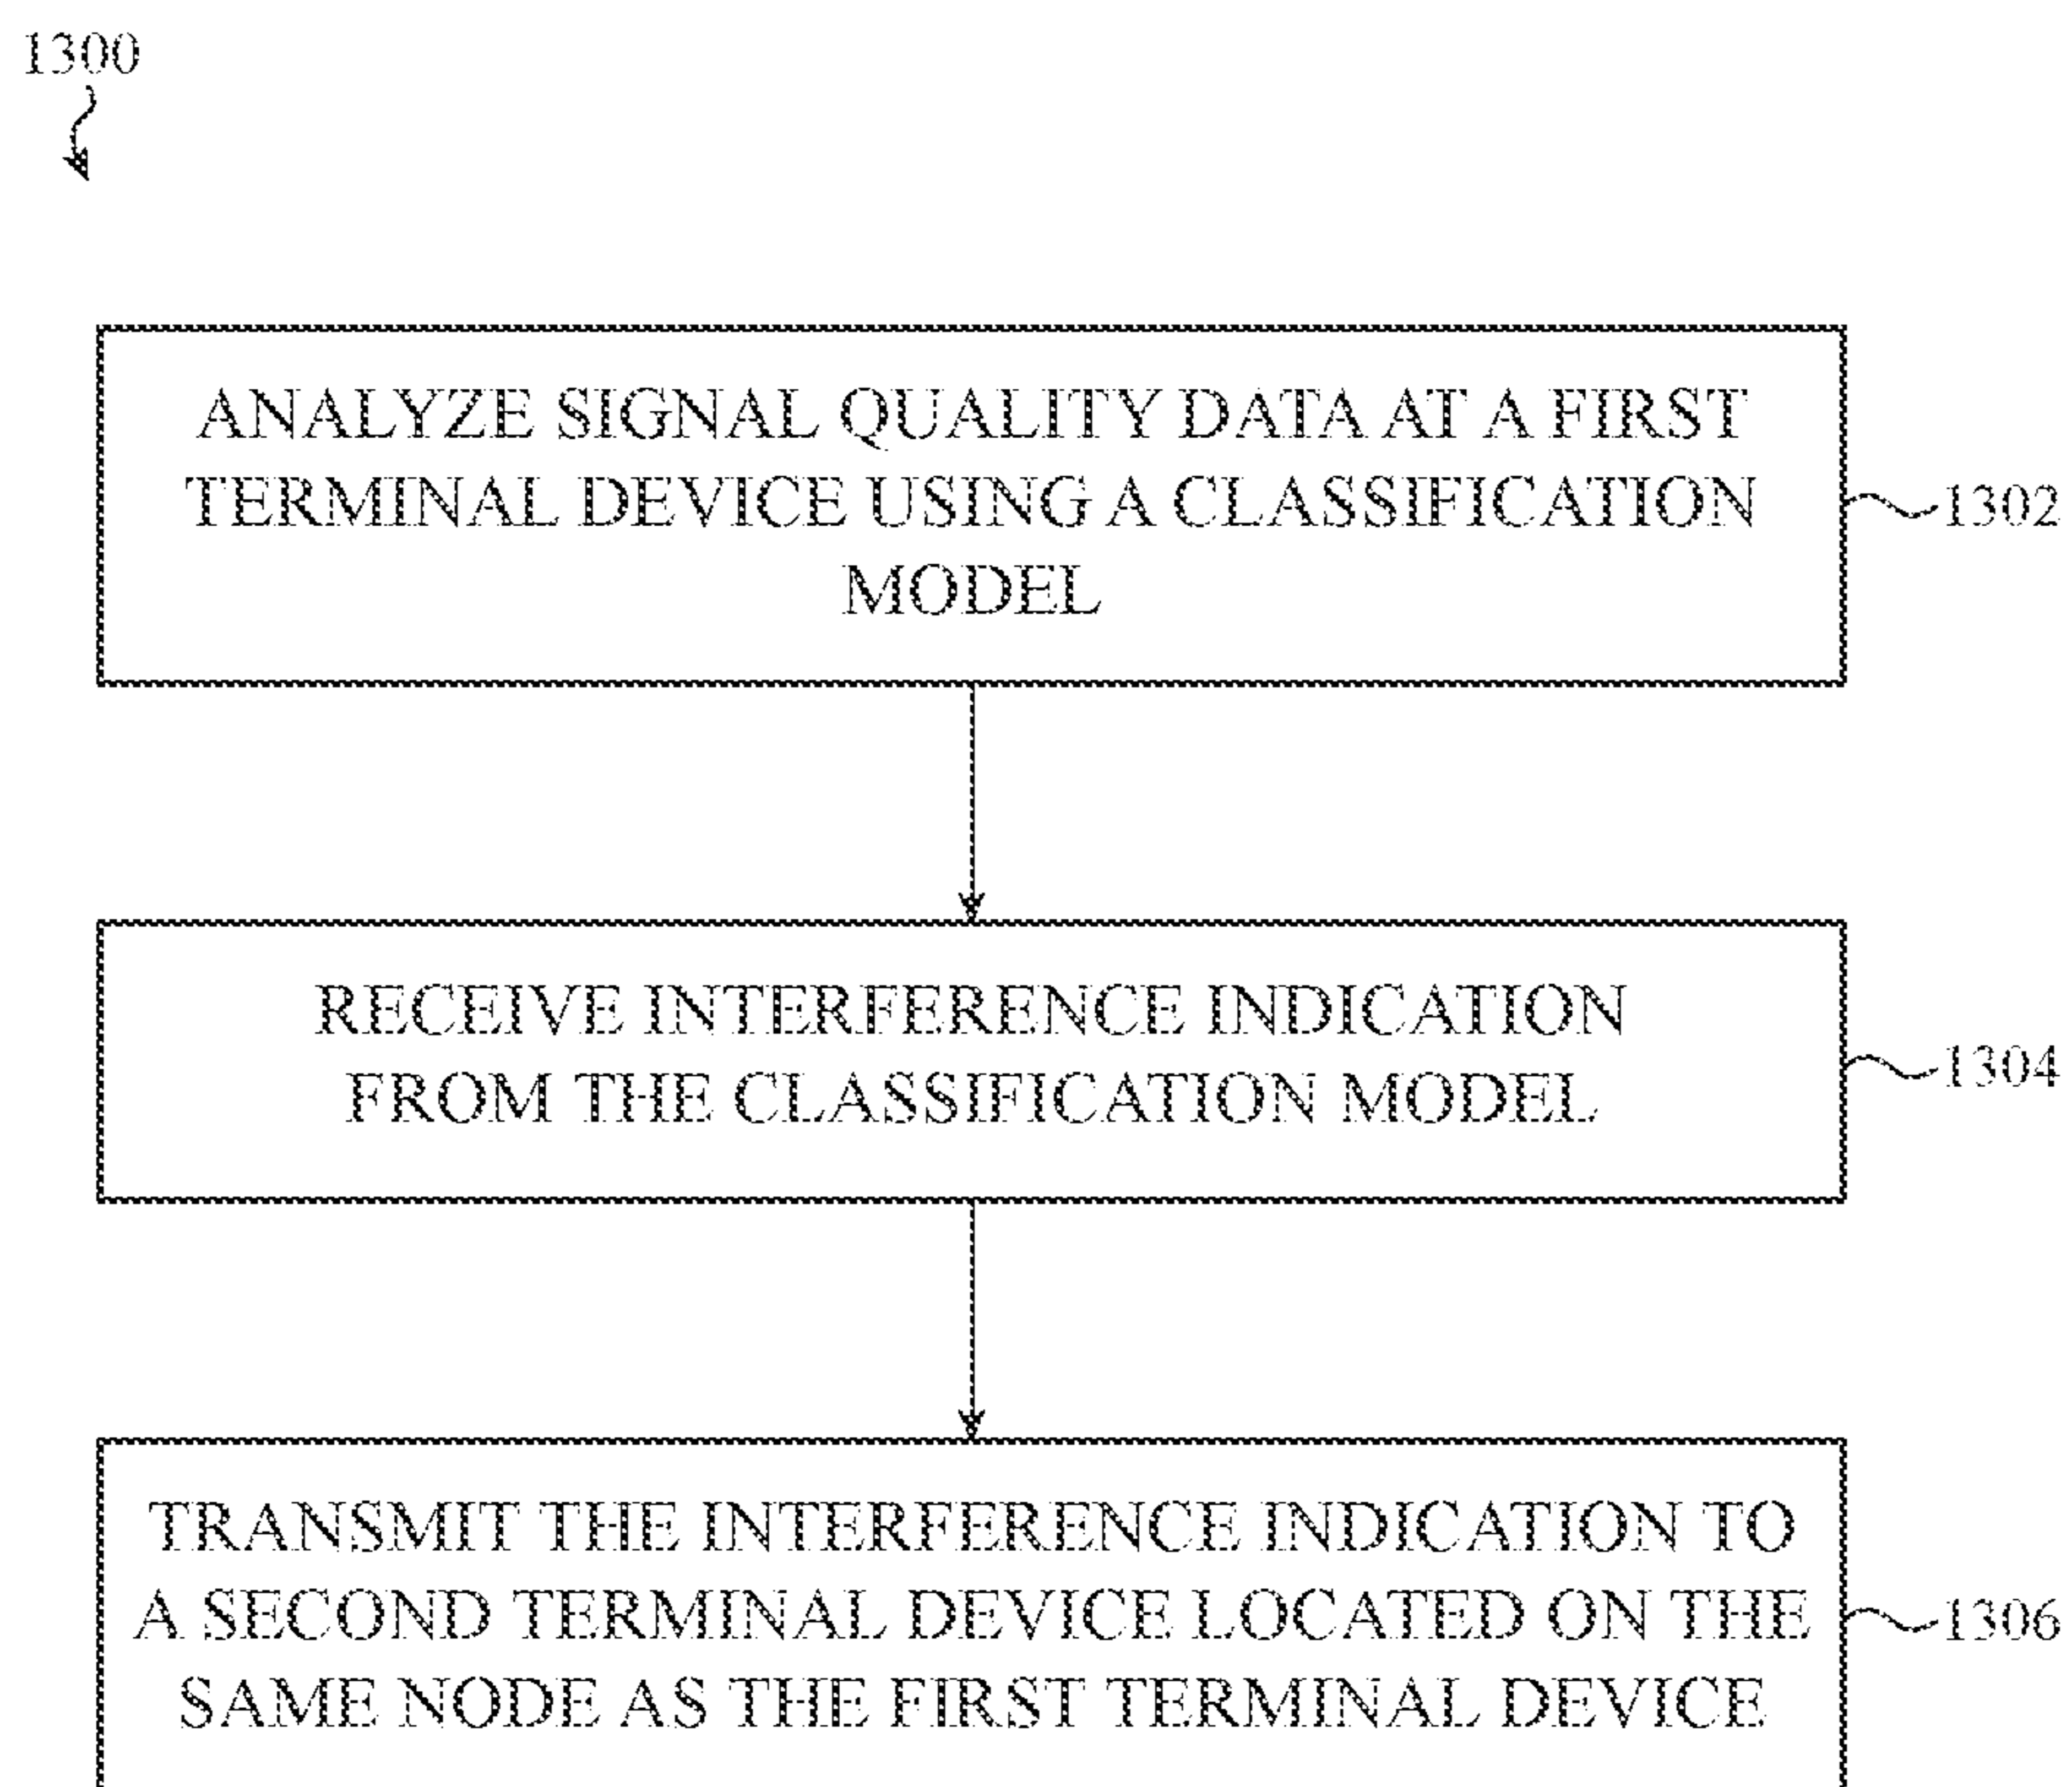 1300
ANALYZE SIGNAL QUALITY DATA AT A FIRST
TERMINAL DEVICE USING A CLASSIFICATION
MODEL
1302
RECEIVE INTERFERENCE INDICATION
FROM THE CLASSIFICATION MODEL
1304
TRANSMIT THE INTERFERENCE INDICATION TO
A SECOND TERMINAL DEVICE LOCATED ON THE
SAME NODE AS THE FIRST TERMINAL DEVICE
1306